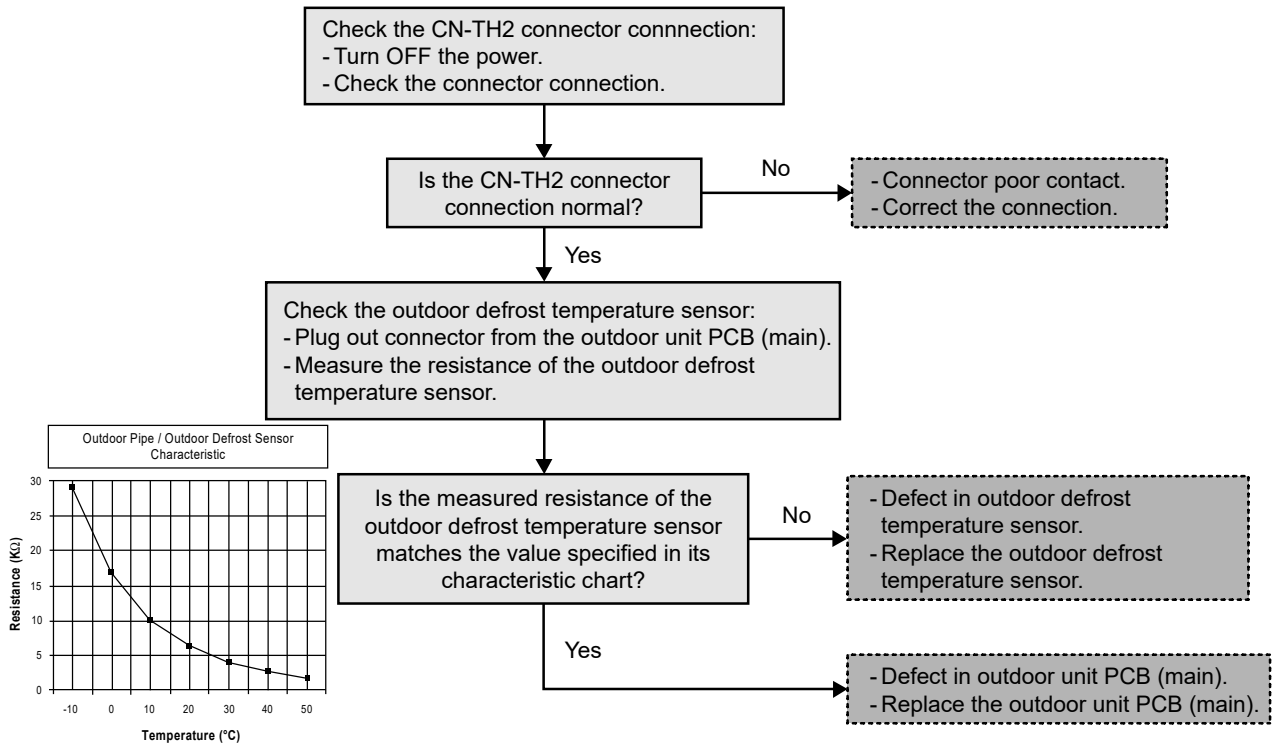 Check the CN-TH2 connector connnection:
- Turn OFF the power.
- Check the connector connection.
Is the CN-TH2 connector
connection normal?
No
- Connector poor contact.
- Correct the connection.
Yes
Check the outdoor defrost temperature sensor:
- Plug out connector from the outdoor unit PCB (main).
- Measure the resistance of the outdoor defrost
temperature sensor.
Outdoor Pipe / Outdoor Defrost Sensor
Characteristic
Resistance (KΩ)
30
25
20
15
10
5
0
-10 0 10 20 30 40 50
Temperature (°C)
Is the measured resistance of the
outdoor defrost temperature sensor
matches the value specified in its
characteristic chart?
No
- Defect in outdoor defrost
temperature sensor.
- Replace the outdoor defrost
temperature sensor.
Yes
- Defect in outdoor unit PCB (main).
- Replace the outdoor unit PCB (main).